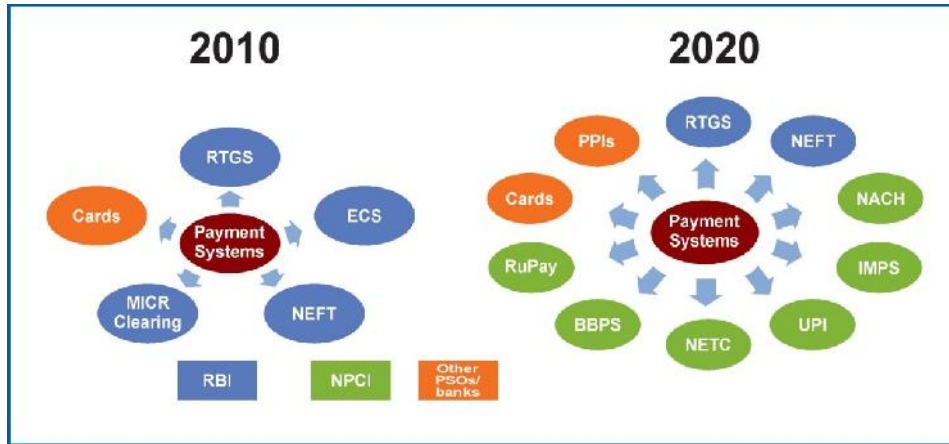 2010
RTGS
Cards
ECS
Payment
Systems
MICR
Clearing
NEFT
RBI
NPCI
Other
PSOs/
banks
2020
RTGS
PPIs
NEFT
Cards
NACH
Payment
Systems
RuPay
IMPS
BBPS
UPI
NETC